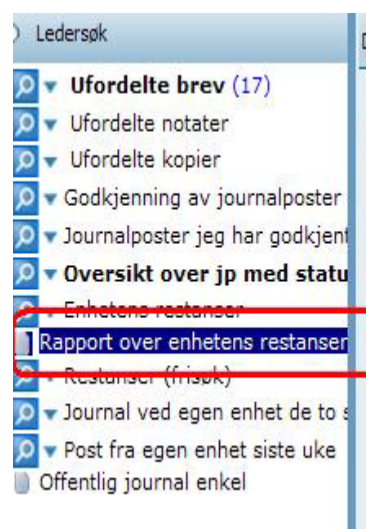 Ledersøk
Ufordelte brev (17)
Ufordelte notater
Ufordelte kopier
Godkjenning av journalposter
Journalposter jeg har godkjent
Oversikt over jp med statu
Enhetens restanser
Rapport over enhetens restanser
Restanser (frisøk)
Journal ved egen enhet de to s
Post fra egen enhet siste uke
Offentlig journal enkel